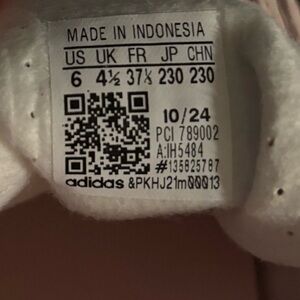 MADE IN INDONESIA
US UK FR JP CHN
6 4½ 37⅓ 230 230
10/24
PCI 789002
A:IH5484
#135825787
adidas &PKHJ21m00013